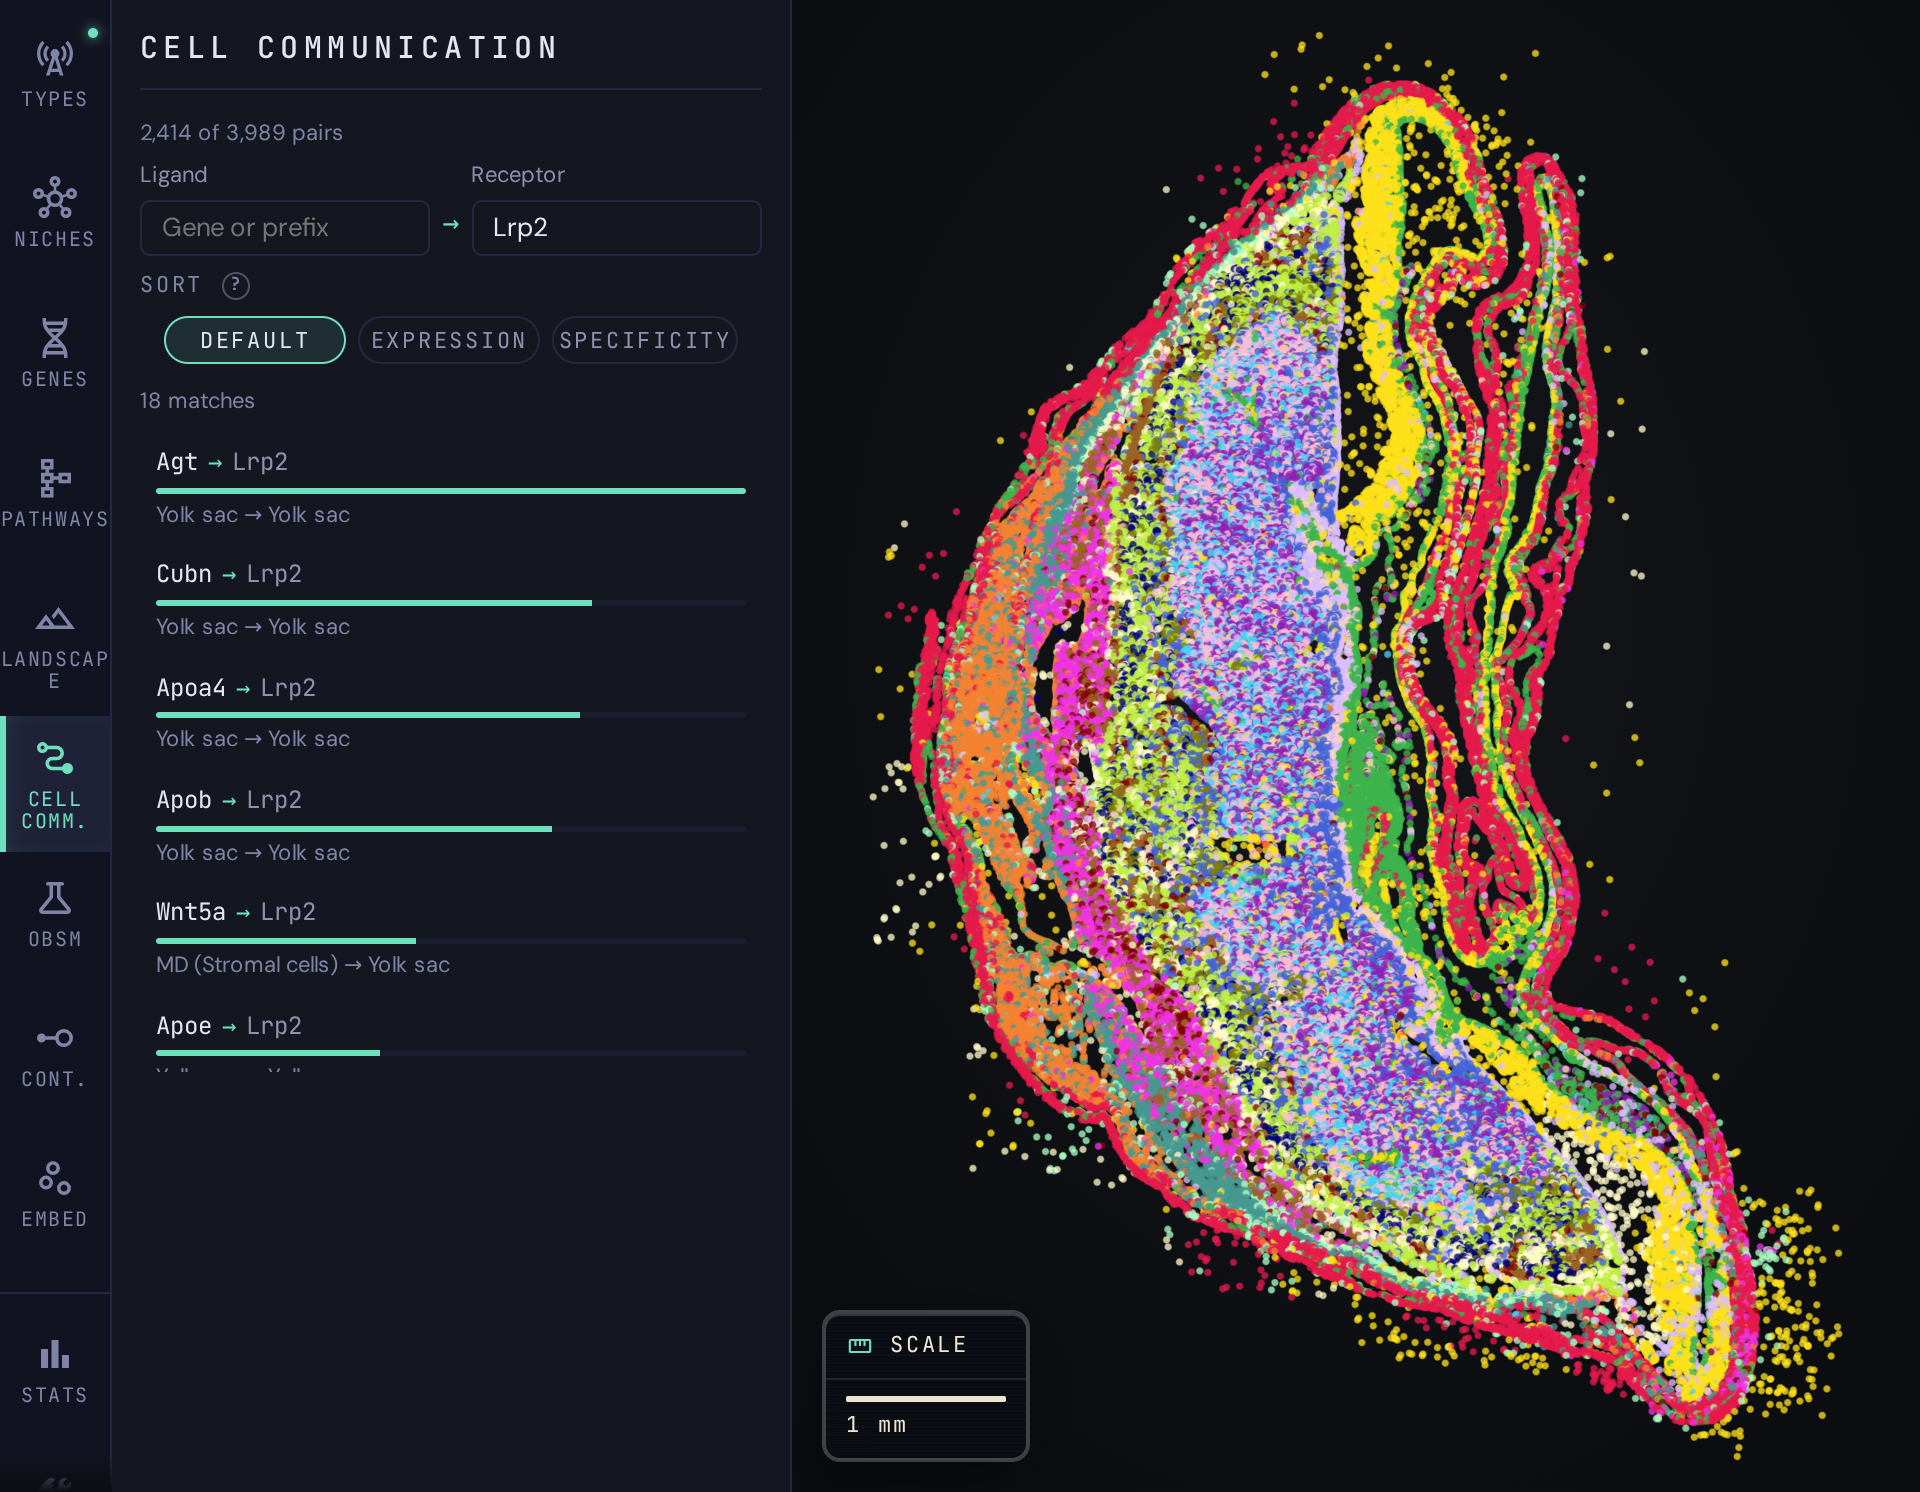 TYPES
NICHES
GENES
PATHWAYS
LANDSCAP
E
CELL
COMM.
OBSM
CONT.
EMBED
STATS
CELL COMMUNICATION
2,414 of 3,989 pairs
Ligand
Receptor
Gene or prefix → Lrp2
SORT ?
DEFAULT EXPRESSION SPECIFICITY
18 matches
Agt → Lrp2
Yolk sac → Yolk sac
Cubn → Lrp2
Yolk sac → Yolk sac
Apoa4 → Lrp2
Yolk sac → Yolk sac
Apob → Lrp2
Yolk sac → Yolk sac
Wnt5a → Lrp2
MD (Stromal cells) → Yolk sac
Apoe → Lrp2
SCALE
1 mm